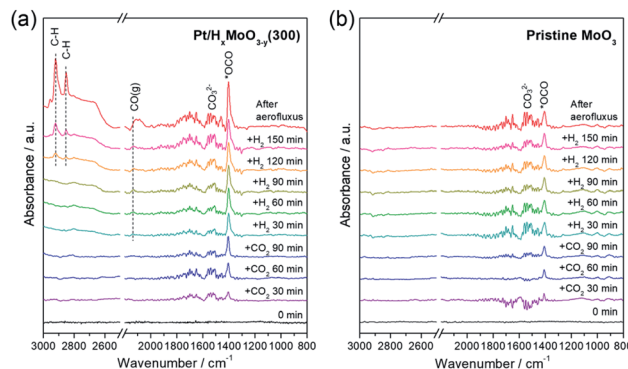 (a)
C-H
C-H
CO(g)
CO₃²⁻
*OCO
Pt/HₓMoO₃₋ᵧ(300)
After
aerofluxus
+H₂ 150 min
+H₂ 120 min
+H₂ 90 min
+H₂ 60 min
+H₂ 30 min
+CO₂ 90 min
+CO₂ 60 min
+CO₂ 30 min
0 min
Absorbance / a.u.
3000 2800 2600 2000 1800 1600 1400 1200 1000 800
Wavenumber / cm⁻¹
(b)
Pristine MoO₃
CO₃²⁻
*OCO
After
aerofluxus
+H₂ 150 min
+H₂ 120 min
+H₂ 90 min
+H₂ 60 min
+H₂ 30 min
+CO₂ 90 min
+CO₂ 60 min
+CO₂ 30 min
0 min
Absorbance / a.u.
3000 2800 2600 2000 1800 1600 1400 1200 1000 800
Wavenumber / cm⁻¹